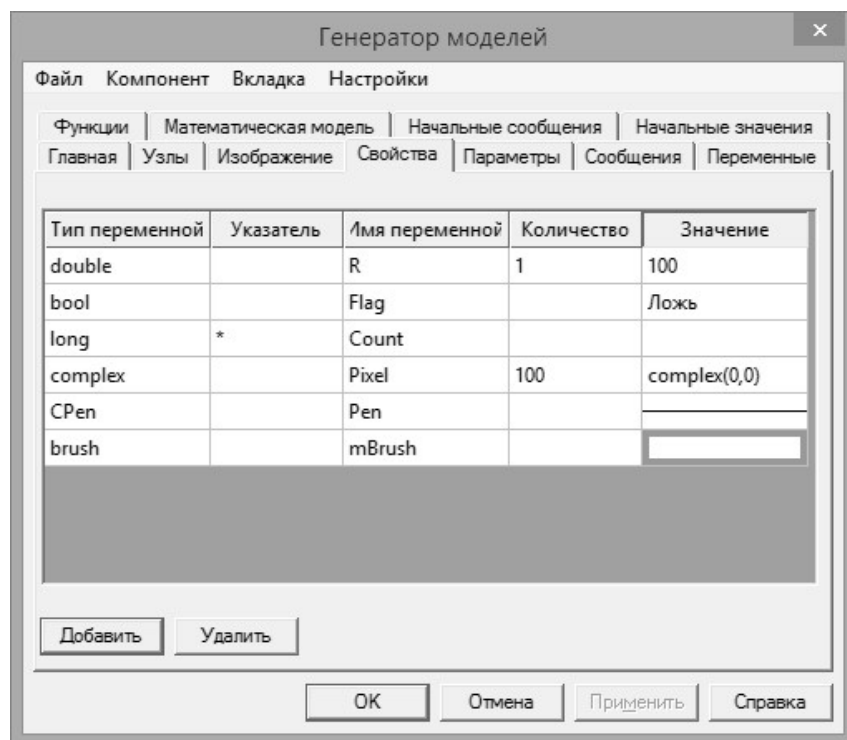 Генератор моделей
Файл Компонент Вкладка Настройки
Функции Математическая модель Начальные сообщения Начальные значения
Главная Узлы Изображение Свойства Параметры Сообщения Переменные
Тип переменной Указатель Имя переменной Количество Значение
double R 1 100
bool Flag Ложь
long * Count
complex Pixel 100 complex(0,0)
CPen Pen
brush mBrush
Добавить Удалить
OK Отмена Применить Справка